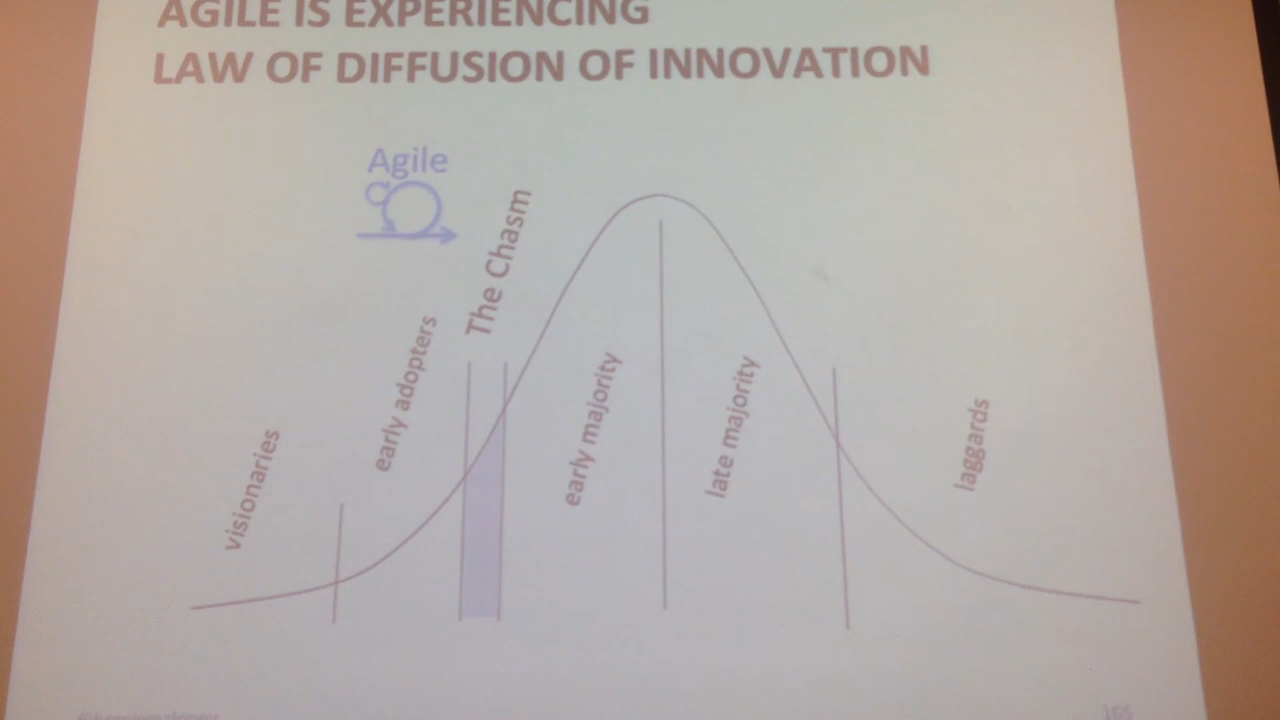 AGILE IS EXPERIENCING
LAW OF DIFFUSION OF INNOVATION
Agile
The Chasm
visionaries
early adopters
early majority
late majority
laggards
165